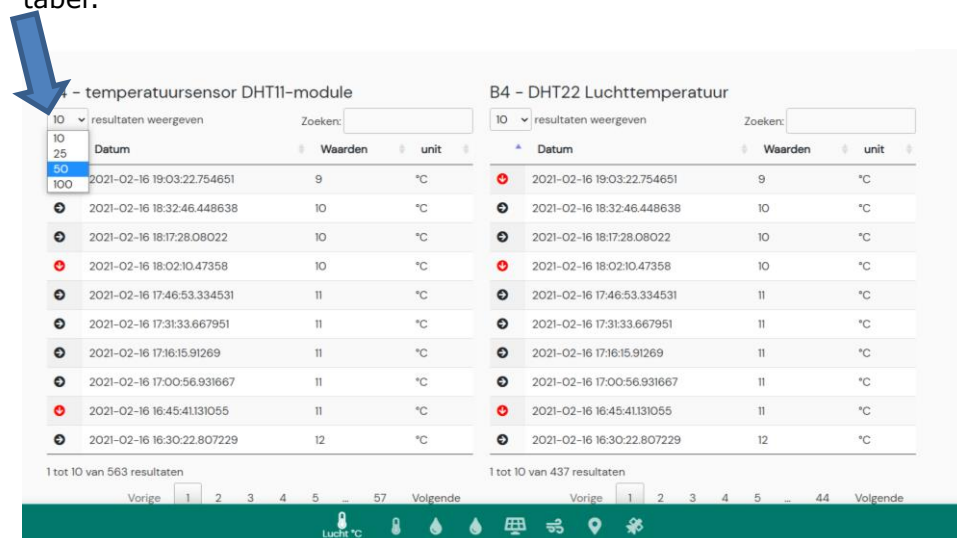 tabel.
B4 – temperatuursensor DHT11-module
10 resultaten weergeven Zoeken:
10
25
50
100
Datum Waarden unit
2021-02-16 19:03:22.754651 9 °C
2021-02-16 18:32:46.448638 10 °C
2021-02-16 18:17:28.08022 10 °C
2021-02-16 18:02:10.47358 10 °C
2021-02-16 17:46:53.334531 11 °C
2021-02-16 17:31:33.667951 11 °C
2021-02-16 17:16:15.91269 11 °C
2021-02-16 17:00:56.931667 11 °C
2021-02-16 16:45:41.131055 11 °C
2021-02-16 16:30:22.807229 12 °C
1 tot 10 van 563 resultaten
Vorige 1 2 3 4 5 … 57 Volgende
B4 – DHT22 Luchttemperatuur
10 resultaten weergeven Zoeken:
Datum Waarden unit
2021-02-16 19:03:22.754651 9 °C
2021-02-16 18:32:46.448638 10 °C
2021-02-16 18:17:28.08022 10 °C
2021-02-16 18:02:10.47358 10 °C
2021-02-16 17:46:53.334531 11 °C
2021-02-16 17:31:33.667951 11 °C
2021-02-16 17:16:15.91269 11 °C
2021-02-16 17:00:56.931667 11 °C
2021-02-16 16:45:41.131055 11 °C
2021-02-16 16:30:22.807229 12 °C
1 tot 10 van 437 resultaten
Vorige 1 2 3 4 5 … 44 Volgende
Lucht °C